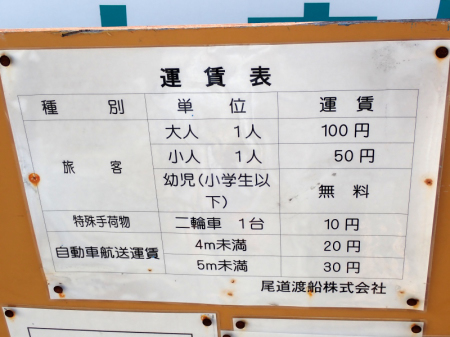 運賃表
種別 単位 運賃
旅客 大人 1人 100円
小人 1人 50円
幼児(小学生以
下) 無料
特殊手荷物 二輪車 1台 10円
自動車航送運賃 4m未満 20円
5m未満 30円
尾道渡船株式会社